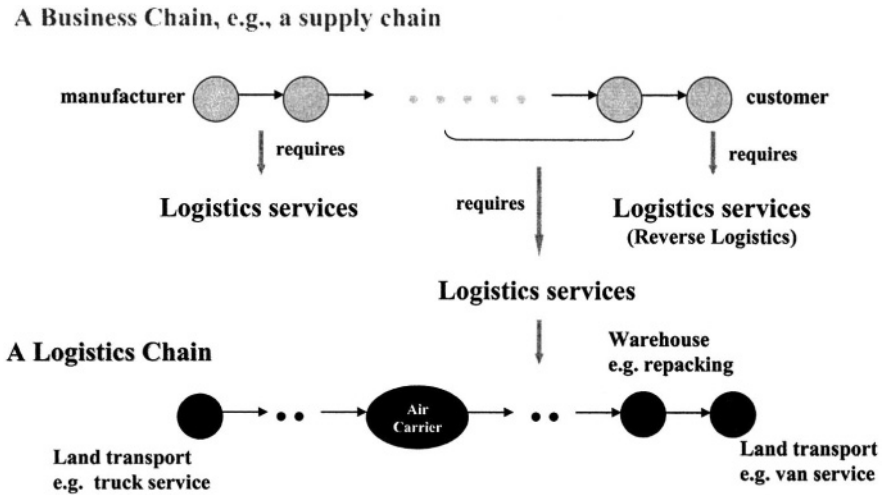 A Business Chain, e.g., a supply chain
manufacturer
customer
requires
requires
requires
Logistics services
Logistics services
(Reverse Logistics)
Logistics services
A Logistics Chain
Warehouse
e.g. repacking
Air
Carrier
Land transport
e.g. truck service
Land transport
e.g. van service